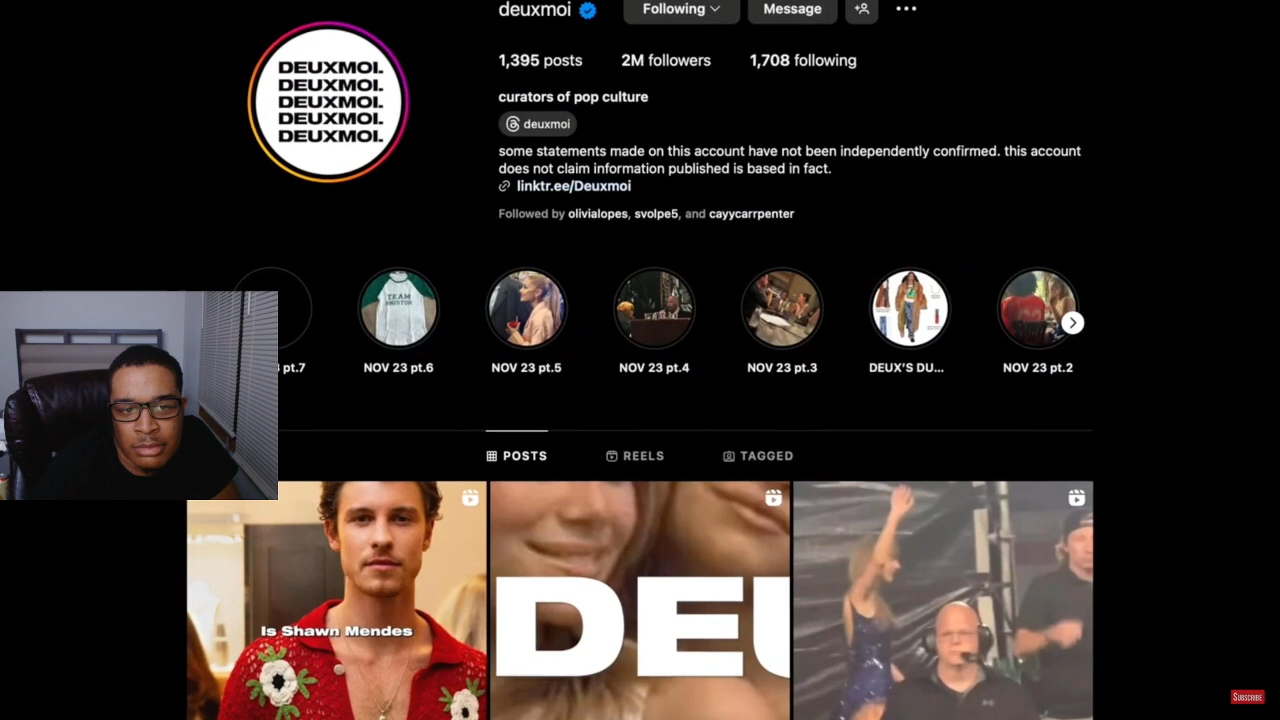 deuxmoi
Following
Message
1,395 posts
2M followers
1,708 following
curators of pop culture
deuxmoi
some statements made on this account have not been independently confirmed. this account
does not claim information published is based in fact.
linktr.ee/Deuxmoi
Followed by olivialopes, svolpe5, and cayycarrpenter
DEUXMOI.
DEUXMOI.
DEUXMOI.
DEUXMOI.
DEUXMOI.
TEAM
pt.7
NOV 23 pt.6
NOV 23 pt.5
NOV 23 pt.4
NOV 23 pt.3
DEUX'S DU...
NOV 23 pt.2
POSTS
REELS
TAGGED
Is Shawn Mendes
DEU
SUBSCRIBE